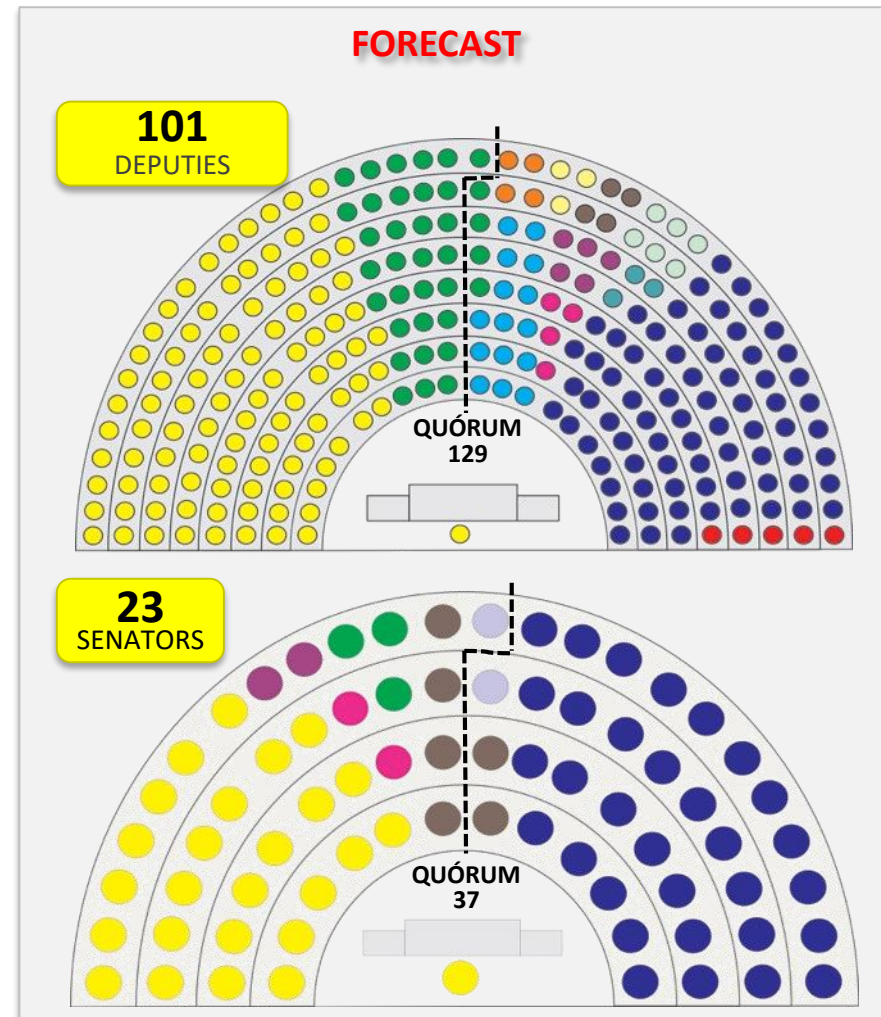 FORECAST
101
DEPUTIES
QUÓRUM
129
23
SENATORS
QUÓRUM
37